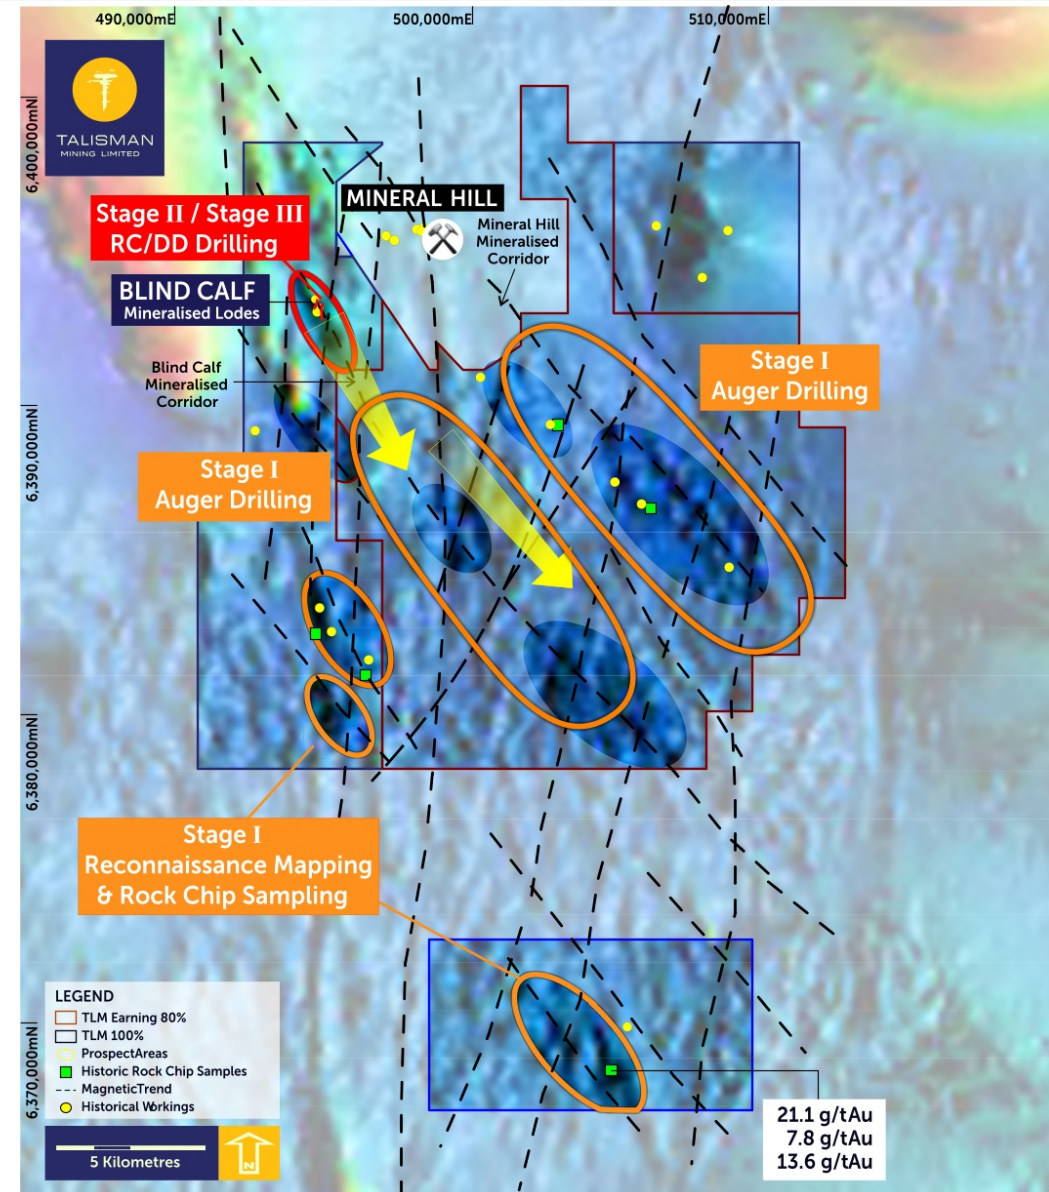 490,000mE
500,000mE
510,000mE
6,400,000mN
6,390,000mN
6,380,000mN
6,370,000mN
TALISMAN
MINING LIMITED
MINERAL HILL
Stage II / Stage III
RC/DD Drilling
Mineral Hill
Mineralised
Corridor
BLIND CALF
Mineralised Lodes
Blind Calf
Mineralised
Corridor
Stage I
Auger Drilling
Stage I
Auger Drilling
Stage I
Reconnaissance Mapping
& Rock Chip Sampling
LEGEND
TLM Earning 80%
TLM 100%
ProspectAreas
Historic Rock Chip Samples
MagneticTrend
Historical Workings
5 Kilometres
N
21.1 g/tAu
7.8 g/tAu
13.6 g/tAu